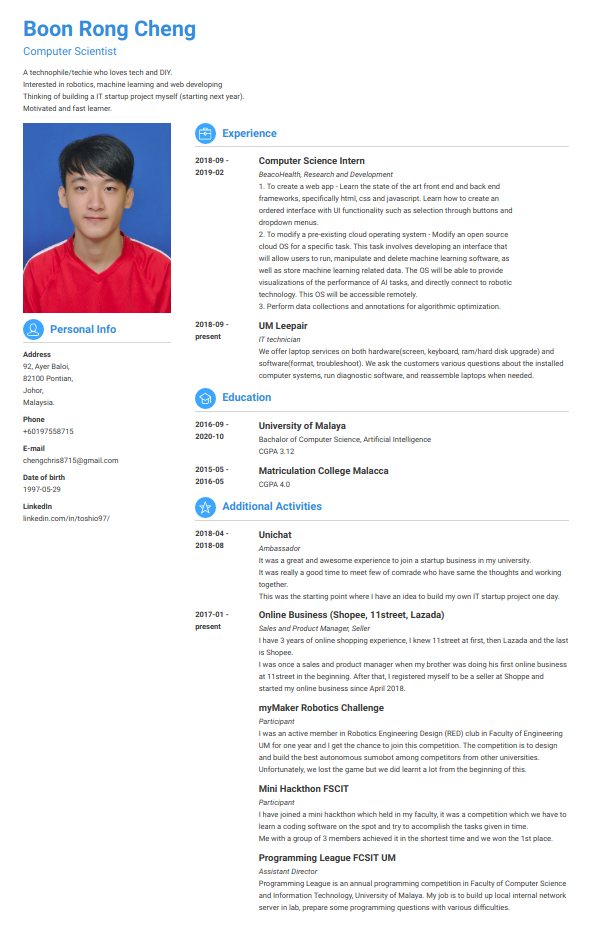 Boon Rong Cheng
Computer Scientist
A technophile/techie who loves tech and DIY.
Interested in robotics, machine learning and web developing
Thinking of building a IT startup project myself (starting next year).
Motivated and fast learner.
Personal Info
Address
92, Ayer Baloi,
82100 Pontian,
Johor,
Malaysia.
Phone
+60197558715
E-mail
chengchris8715@gmail.com
Date of birth
1997-05-29
LinkedIn
linkedin.com/in/toshio97/
Experience
2018-09 -
2019-02
Computer Science Intern
BeacoHealth, Research and Development
1. To create a web app - Learn the state of the art front end and back end
frameworks, specifically html, css and javascript. Learn how to create an
ordered interface with UI functionality such as selection through buttons and
dropdown menus.
2. To modify a pre-existing cloud operating system - Modify an open source
cloud OS for a specific task. This task involves developing an interface that
will allow users to run, manipulate and delete machine learning software, as
well as store machine learning related data. The OS will be able to provide
visualizations of the performance of AI tasks, and directly connect to robotic
technology. This OS will be accessible remotely.
3. Perform data collections and annotations for algorithmic optimization.
2018-09 -
present
UM Leepair
IT technician
We offer laptop services on both hardware(screen, keyboard, ram/hard disk upgrade) and
software(format, troubleshoot). We ask the customers various questions about the installed
computer systems, run diagnostic software, and reassemble laptops when needed.
Education
2016-09 -
2020-10
University of Malaya
Bachalor of Computer Science, Artificial Intelligence
CGPA 3.12
2015-05 -
2016-05
Matriculation College Malacca
CGPA 4.0
Additional Activities
2018-04 -
2018-08
Unichat
Ambassador
It was a great and awesome experience to join a startup business in my university.
It was really a good time to meet few of comrade who have same the thoughts and working
together.
This was the starting point where I have an idea to build my own IT startup project one day.
2017-01 -
present
Online Business (Shopee, 11street, Lazada)
Sales and Product Manager, Seller
I have 3 years of online shopping experience, I knew 11street at first, then Lazada and the last
is Shopee.
I was once a sales and product manager when my brother was doing his first online business
at 11street in the beginning. After that, I registered myself to be a seller at Shoppe and
started my online business since April 2018.
myMaker Robotics Challenge
Participant
I was an active member in Robotics Engineering Design (RED) club in Faculty of Engineering
UM for one year and I get the chance to join this competition. The competition is to design
and build the best autonomous sumobot among competitors from other universities.
Unfortunately, we lost the game but we did learnt a lot from the beginning of this.
Mini Hackthon FSCIT
Participant
I have joined a mini hackthon which held in my faculty, it was a competition which we have to
learn a coding software on the spot and try to accomplish the tasks given in time.
Me with a group of 3 members achieved it in the shortest time and we won the 1st place.
Programming League FCSIT UM
Assistant Director
Programming League is an annual programming competition in Faculty of Computer Science
and Information Technology, University of Malaya. My job is to build up local internal network
server in lab, prepare some programming questions with various difficulties.